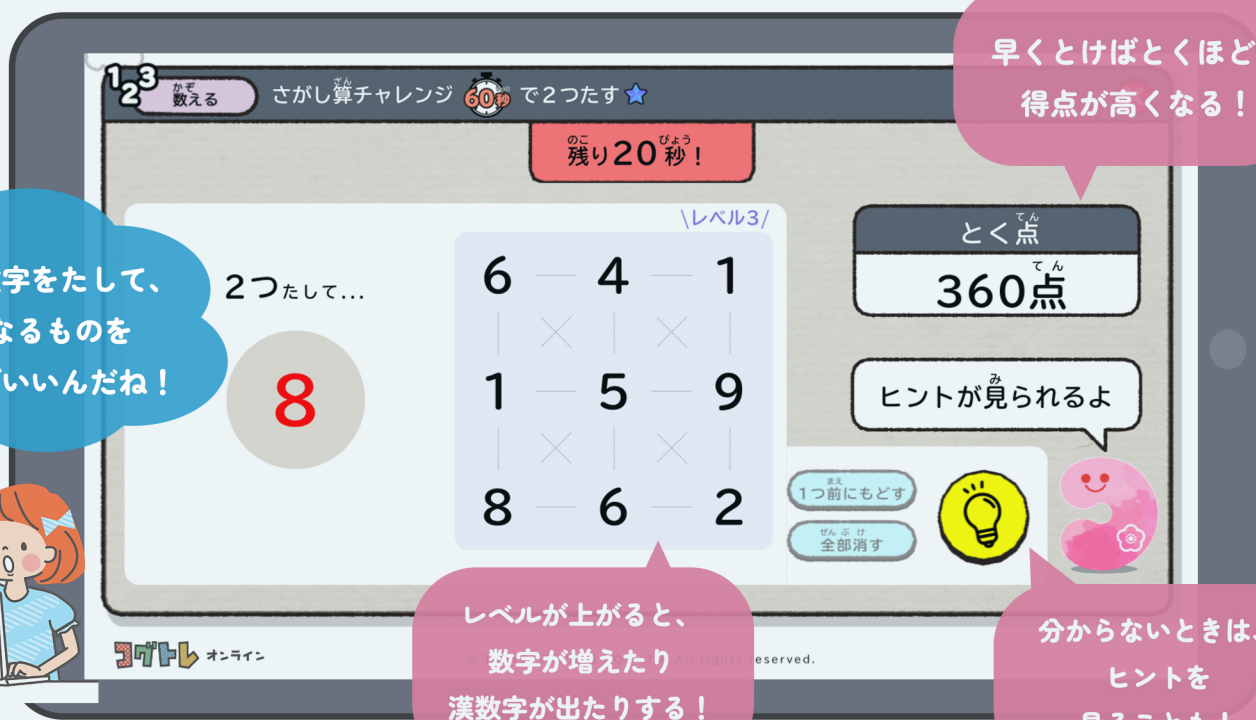 早くとけばとくほど
得点が高くなる！
123
かぞ
数える
さがし算チャレンジ 60秒 で2つたす
ざん
のこ びょう
残り20秒！
\レベル3/
字をたして、
なるものを
いいんだね！
2つたして...
8
6 4 1
1 5 9
8 6 2
てん
とく点
てん
360点
み
ヒントが見られるよ
まえ
1つ前にもどす
ぜんぶけ
全部消す
レベルが上がると、
数字が増えたり
漢数字が出たりする！
分からないときは
ヒントを
見ることも！
コグトレ オンライン
All rights reserved.